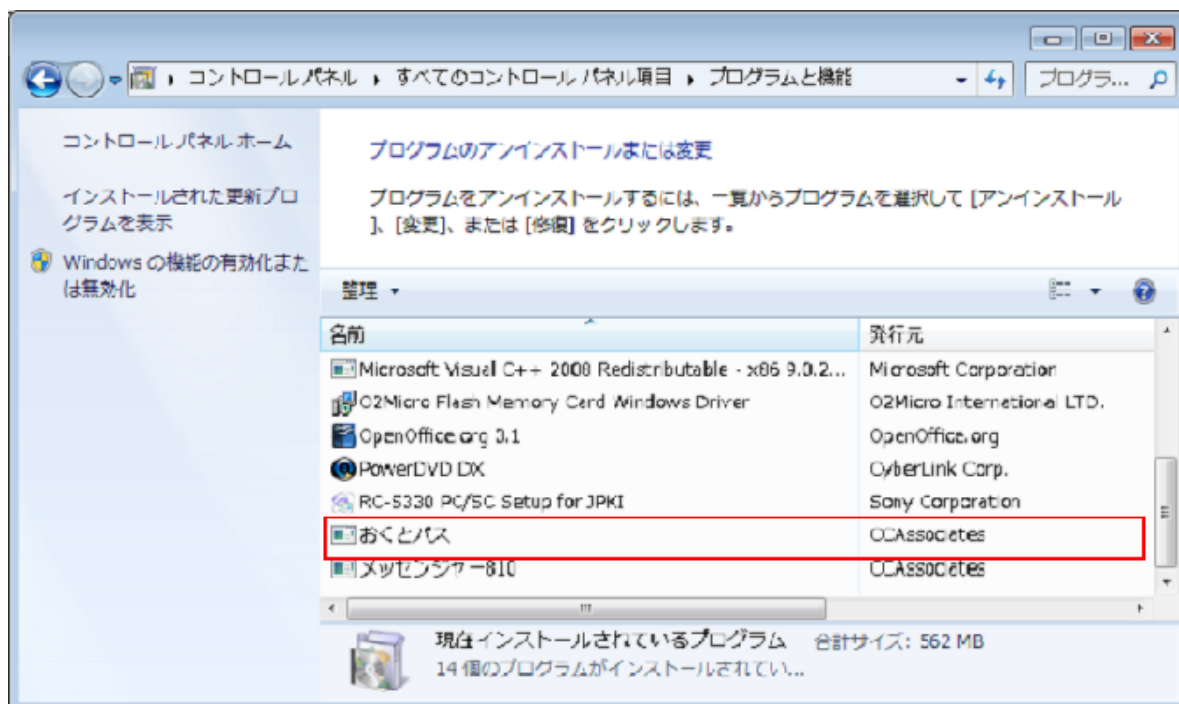 コントロール パネル ▸ すべてのコントロール パネル項目 ▸ プログラムと機能
プログラ...
コントロール パネル ホーム
インストールされた更新プロ
グラムを表示
Windows の機能の有効化また
は無効化
プログラムのアンインストールまたは変更
プログラムをアンインストールするには、一覧からプログラムを選択して [アンインストール
]、[変更]、または [修復] をクリックします。
整理
名前 発行元
Microsoft Visual C++ 2008 Redistributable - x86 9.0.2... Microsoft Corporation
O2Micro Flash Memory Card Windows Driver O2Micro International LTD.
OpenOffice.org 3.1 OpenOffice.org
PowerDVD DX CyberLink Corp.
RC-S330 PC/SC Setup for JPKI Sony Corporation
おくとパス CCAssociates
メッセンジャー810 CCAssociates
現在インストールされているプログラム 合計サイズ: 562 MB
14 個のプログラムがインストールされてい...